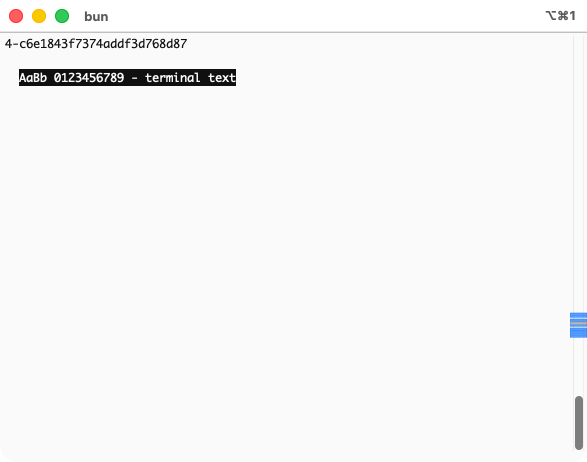 bun
⌥⌘1
4-c6e1843f7374addf3d768d87
AaBb 0123456789 - terminal text